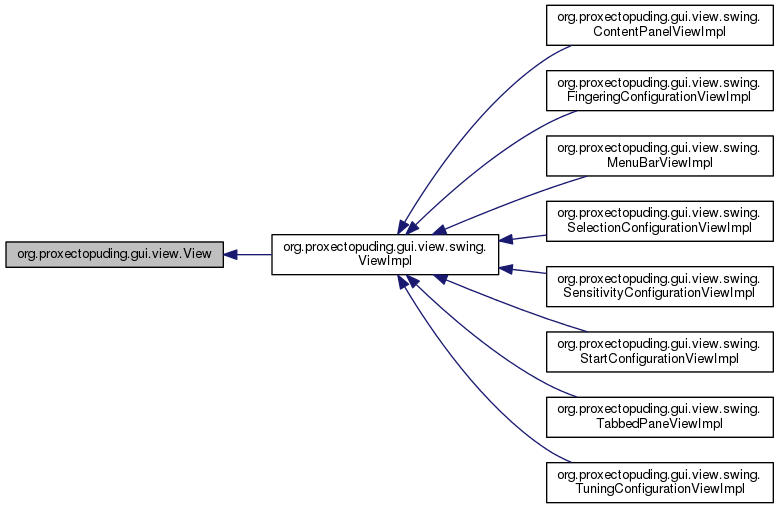 org.proxectopuding.gui.view.swing.
ContentPanelViewImpl
org.proxectopuding.gui.view.swing.
FingeringConfigurationViewImpl
org.proxectopuding.gui.view.swing.
MenuBarViewImpl
org.proxectopuding.gui.view.swing.
SelectionConfigurationViewImpl
org.proxectopuding.gui.view.View
org.proxectopuding.gui.view.swing.
ViewImpl
org.proxectopuding.gui.view.swing.
SensitivityConfigurationViewImpl
org.proxectopuding.gui.view.swing.
StartConfigurationViewImpl
org.proxectopuding.gui.view.swing.
TabbedPaneViewImpl
org.proxectopuding.gui.view.swing.
TuningConfigurationViewImpl